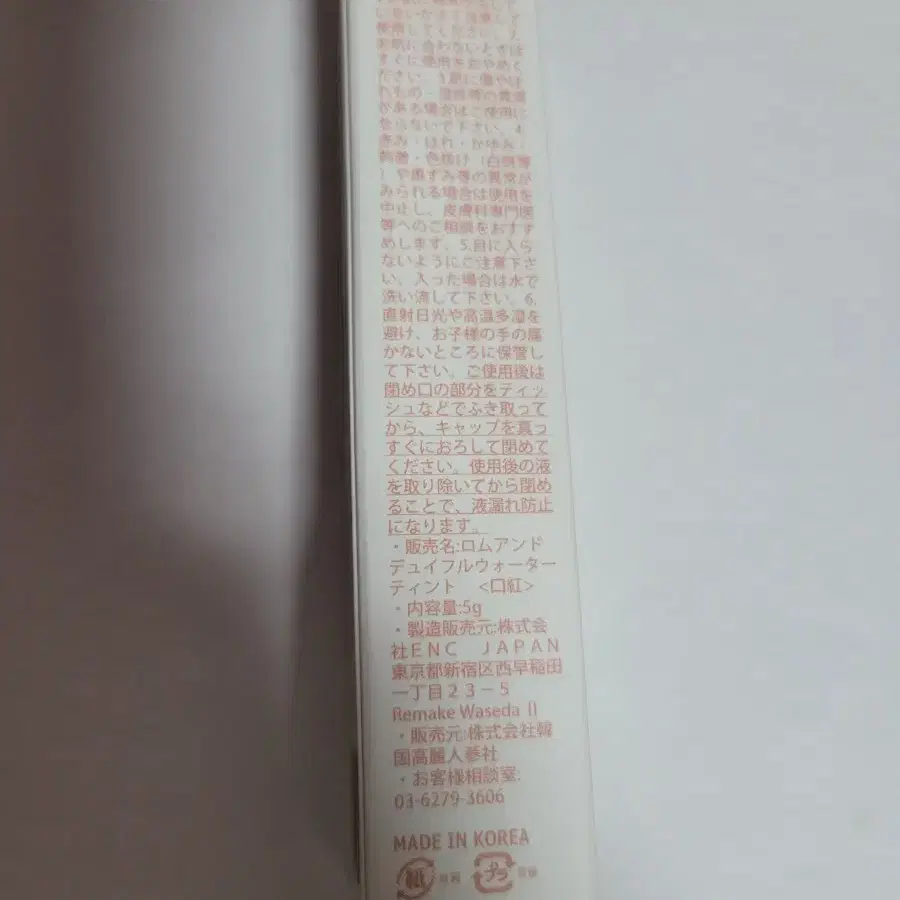 使用してください。2.
お肌に合わないときは
すぐに使用をおやめく
ださい。3.肌に傷やは
れもの・湿疹等の異常
がある場合はご使用に
ならないで下さい。4.
赤み・はれ・かゆみ・
刺激・色抜け（白斑等
）や黒ずみ等の異常が
みられる場合は使用を
中止し、皮膚科専門医
等へのご相談をおすす
めします。5.目に入ら
ないようにご注意下さ
い、入った場合は水で
洗い流して下さい。6.
直射日光や高温多湿を
避け、お子様の手の届
かないところに保管し
て下さい。ご使用後は
閉め口の部分をティッ
シュなどでふき取って
から、キャップを真っ
すぐにおろして閉めて
ください。使用後の液
を取り除いてから閉め
ることで、液漏れ防止
になります。
・販売名:ロムアンド
デュイフルウォーター
ティント <口紅>
・内容量:5g
・製造販売元:株式会
社ＥＮＣ ＪＡＰＡＮ
東京都新宿区西早稲田
一丁目２３－５
Remake Waseda Ⅱ
・販売元:株式会社韓
国高麗人蔘社
・お客様相談室:
03-6279-3606
MADE IN KOREA
紙 プラ